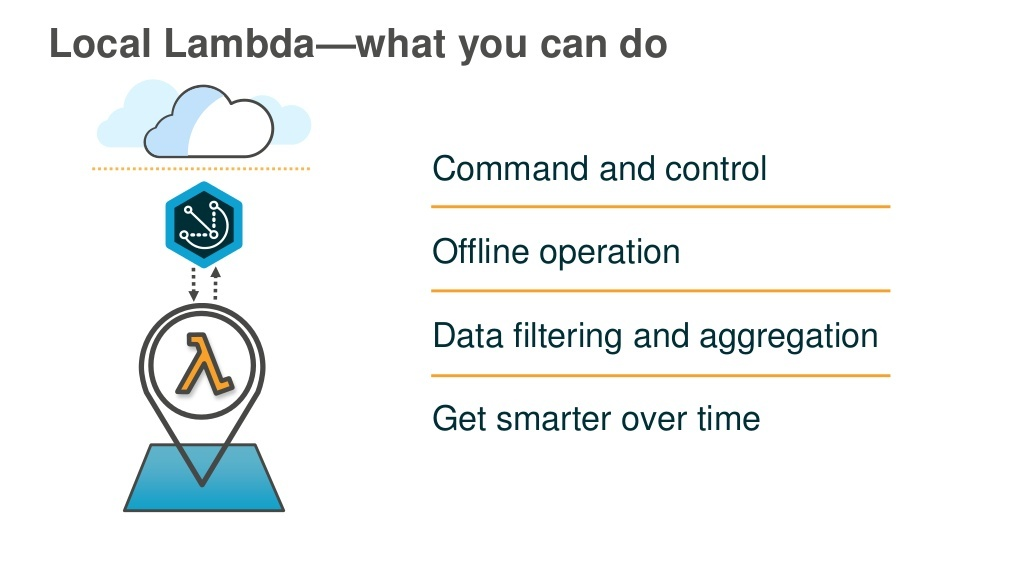 Local Lambda—what you can do
Command and control
Offline operation
Data filtering and aggregation
Get smarter over time